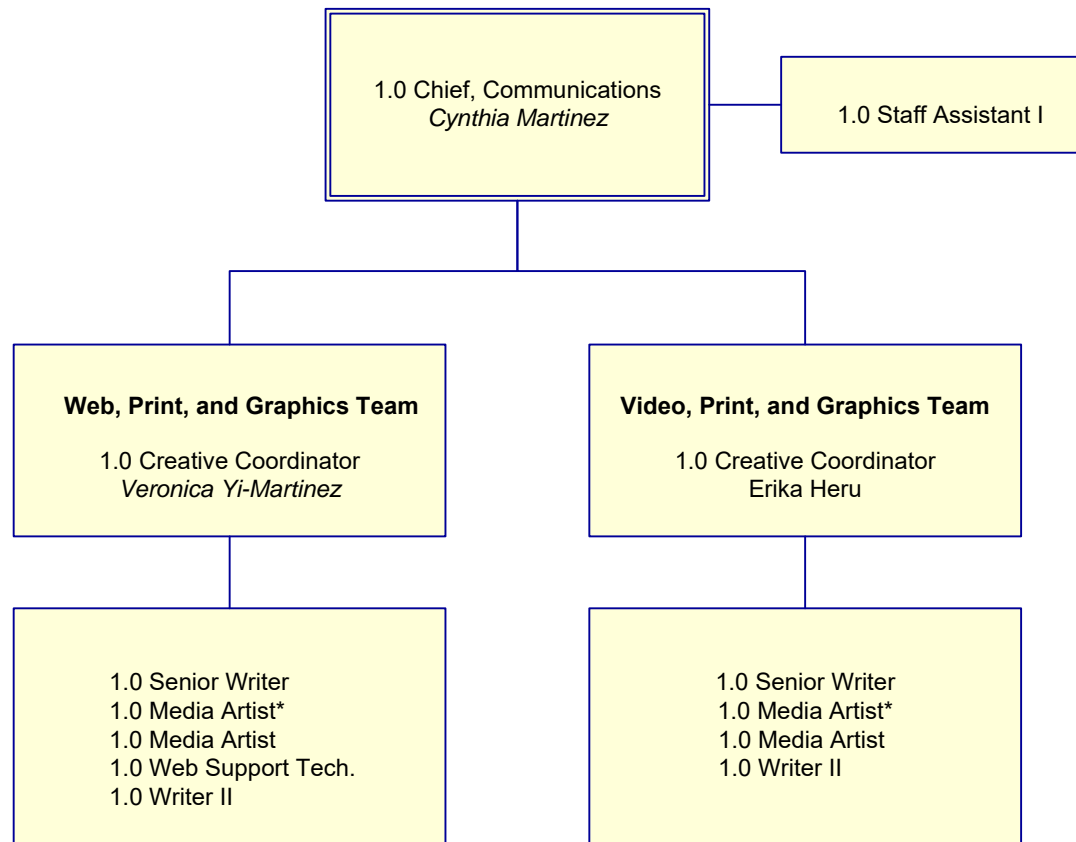 1.0 Chief, Communications
Cynthia Martinez
1.0 Staff Assistant I
Web, Print, and Graphics Team
1.0 Creative Coordinator
Veronica Yi-Martinez
Video, Print, and Graphics Team
1.0 Creative Coordinator
Erika Heru
1.0 Senior Writer
1.0 Media Artist*
1.0 Media Artist
1.0 Web Support Tech.
1.0 Writer II
1.0 Senior Writer
1.0 Media Artist*
1.0 Media Artist
1.0 Writer II